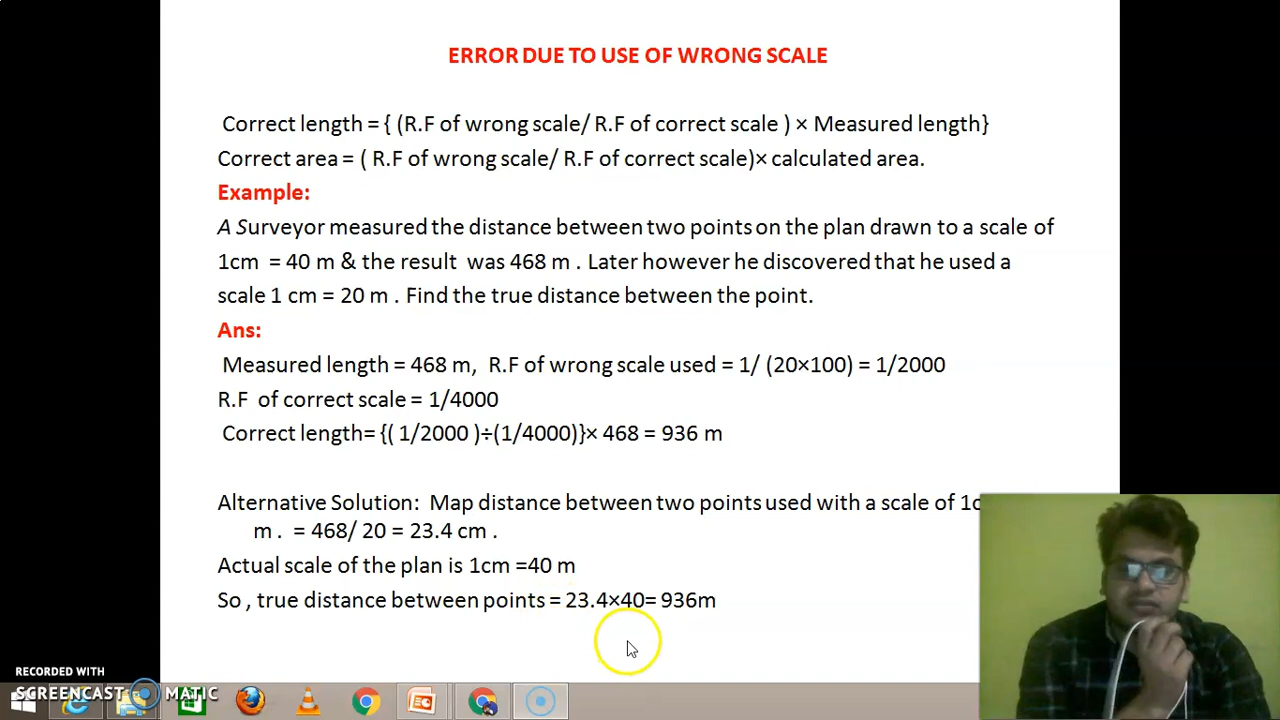 ERROR DUE TO USE OF WRONG SCALE
Correct length = { (R.F of wrong scale/ R.F of correct scale ) × Measured length}
Correct area = ( R.F of wrong scale/ R.F of correct scale)× calculated area.
Example:
A Surveyor measured the distance between two points on the plan drawn to a scale of
1cm = 40 m & the result was 468 m . Later however he discovered that he used a
scale 1 cm = 20 m . Find the true distance between the point.
Ans:
Measured length = 468 m, R.F of wrong scale used = 1/ (20×100) = 1/2000
R.F of correct scale = 1/4000
Correct length= {( 1/2000 )÷(1/4000)}× 468 = 936 m
Alternative Solution: Map distance between two points used with a scale of
m . = 468/ 20 = 23.4 cm .
Actual scale of the plan is 1cm =40 m
So , true distance between points = 23.4×40= 936m
RECORDED WITH
SCREENCAST MATIC